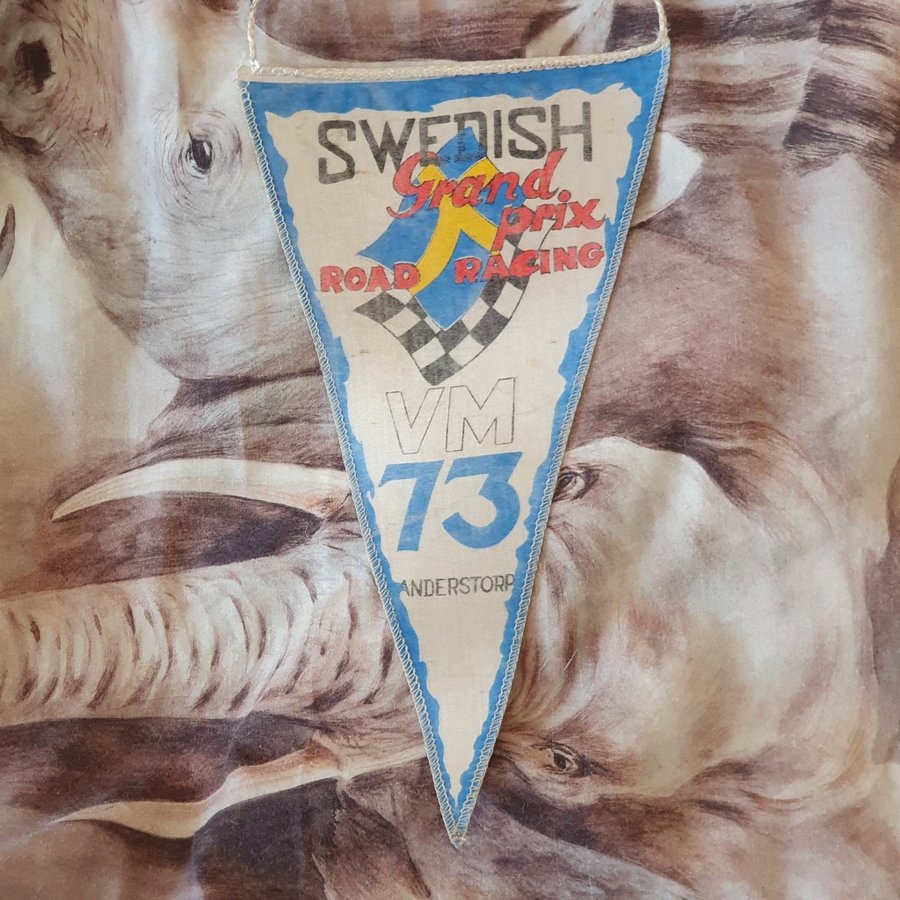 SWEDISH
Grand
prix
ROAD RACING
VM
73
ANDERSTORP